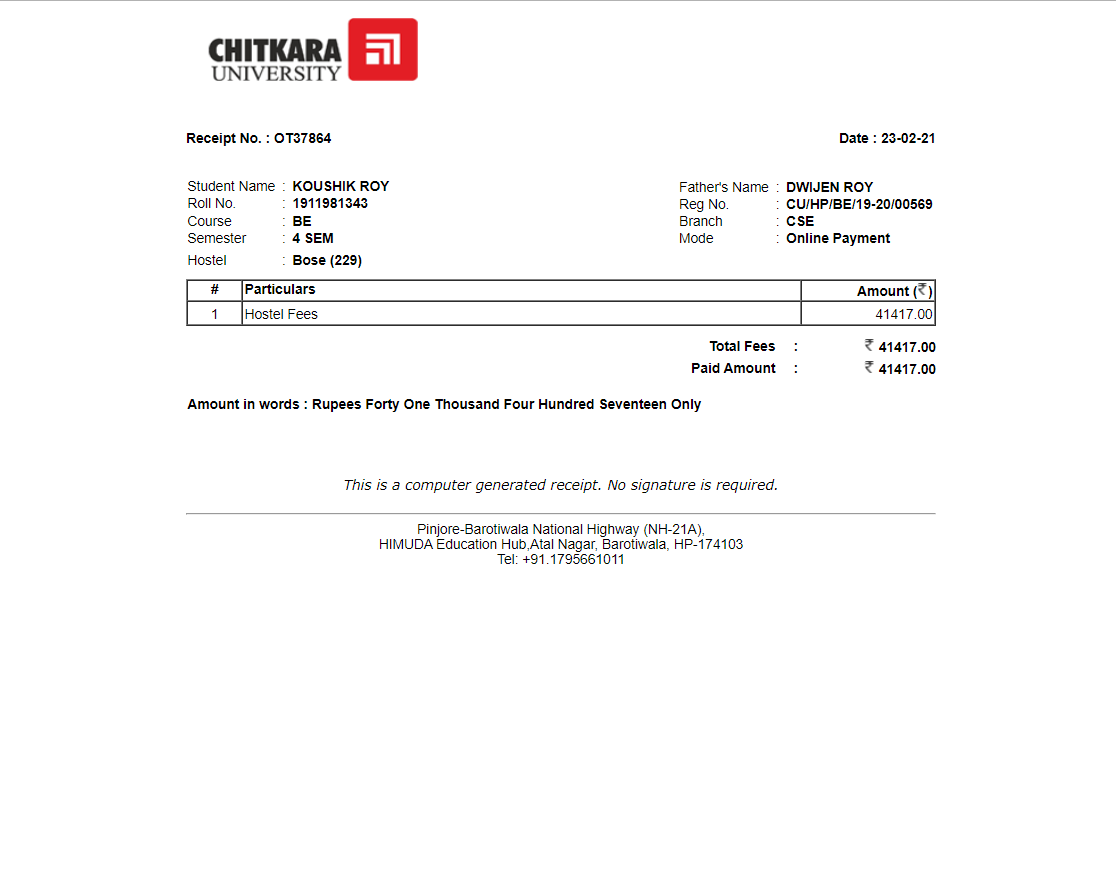 CHITKARA
UNIVERSITY
Receipt No. : OT37864 Date : 23-02-21
Student Name : KOUSHIK ROY Father's Name : DWIJEN ROY
Roll No. : 1911981343 Reg No. : CU/HP/BE/19-20/00569
Course : BE Branch : CSE
Semester : 4 SEM Mode : Online Payment
Hostel : Bose (229)
# Particulars Amount (₹)
1 Hostel Fees 41417.00
Total Fees : ₹ 41417.00
Paid Amount : ₹ 41417.00
Amount in words : Rupees Forty One Thousand Four Hundred Seventeen Only
This is a computer generated receipt. No signature is required.
Pinjore-Barotiwala National Highway (NH-21A),
HIMUDA Education Hub,Atal Nagar, Barotiwala, HP-174103
Tel: +91.1795661011